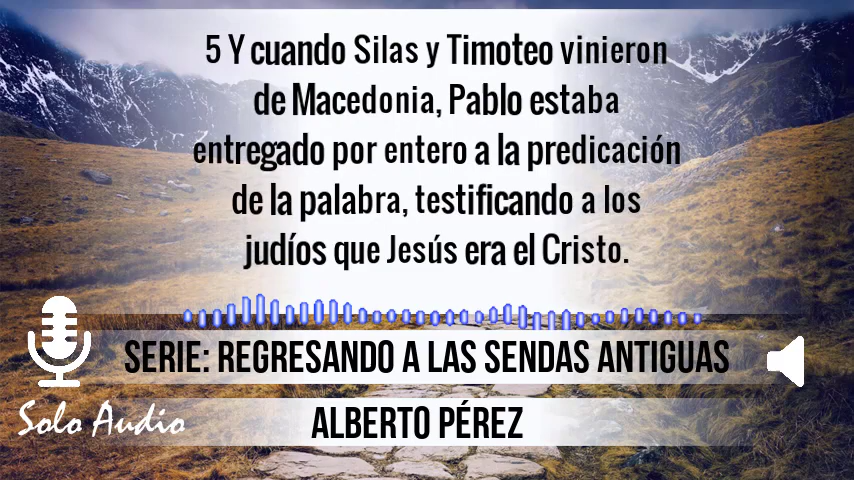 5 Y cuando Silas y Timoteo vinieron
de Macedonia, Pablo estaba
entregado por entero a la predicación
de la palabra, testificando a los
judíos que Jesús era el Cristo.
SERIE: REGRESANDO A LAS SENDAS ANTIGUAS
Solo Audio
ALBERTO PÉREZ